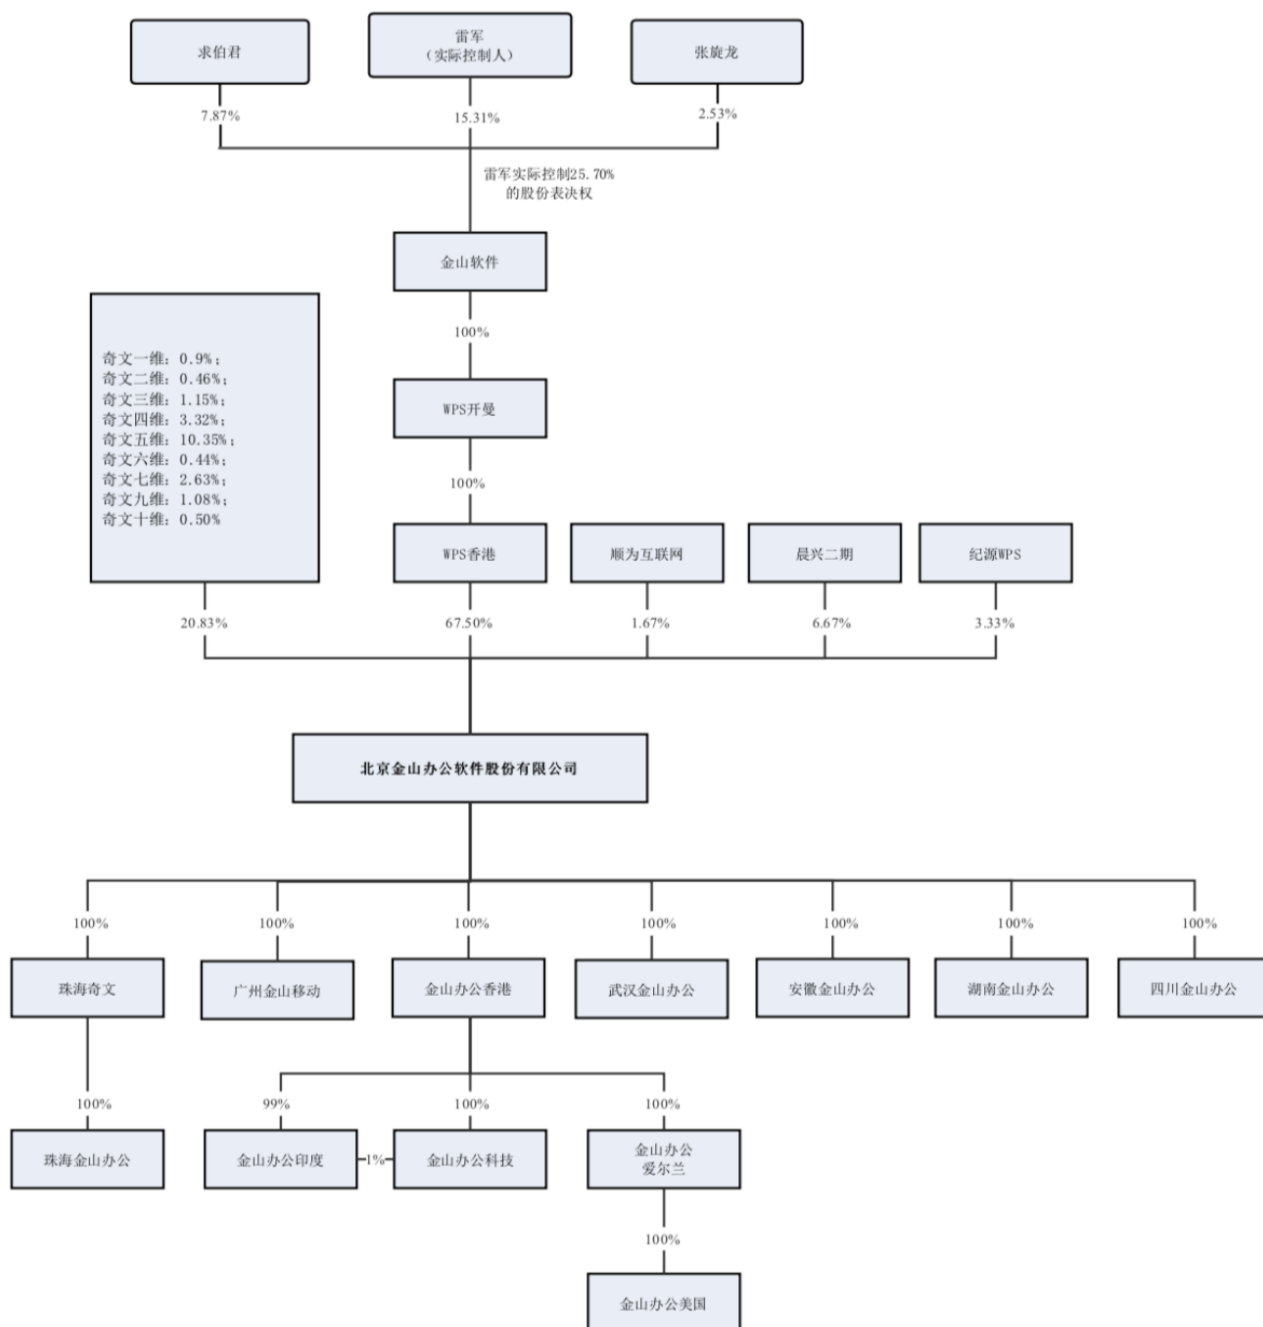 求伯君
雷军
（实际控制人）
张旋龙
7.87%
15.31%
2.53%
雷军实际控制25.70%
的股份表决权
金山软件
100%
奇文一维：0.9%；
奇文二维：0.46%；
奇文三维：1.15%；
奇文四维：3.32%；
奇文五维：10.35%；
奇文六维：0.44%；
奇文七维：2.63%；
奇文九维：1.08%；
奇文十维：0.50%
WPS开曼
100%
WPS香港
顺为互联网
晨兴二期
纪源WPS
20.83%
67.50%
1.67%
6.67%
3.33%
北京金山办公软件股份有限公司
100%
100%
100%
100%
100%
100%
100%
珠海奇文
广州金山移动
金山办公香港
武汉金山办公
安徽金山办公
湖南金山办公
四川金山办公
100%
99%
100%
100%
珠海金山办公
金山办公印度
1%
金山办公科技
金山办公
爱尔兰
100%
金山办公美国